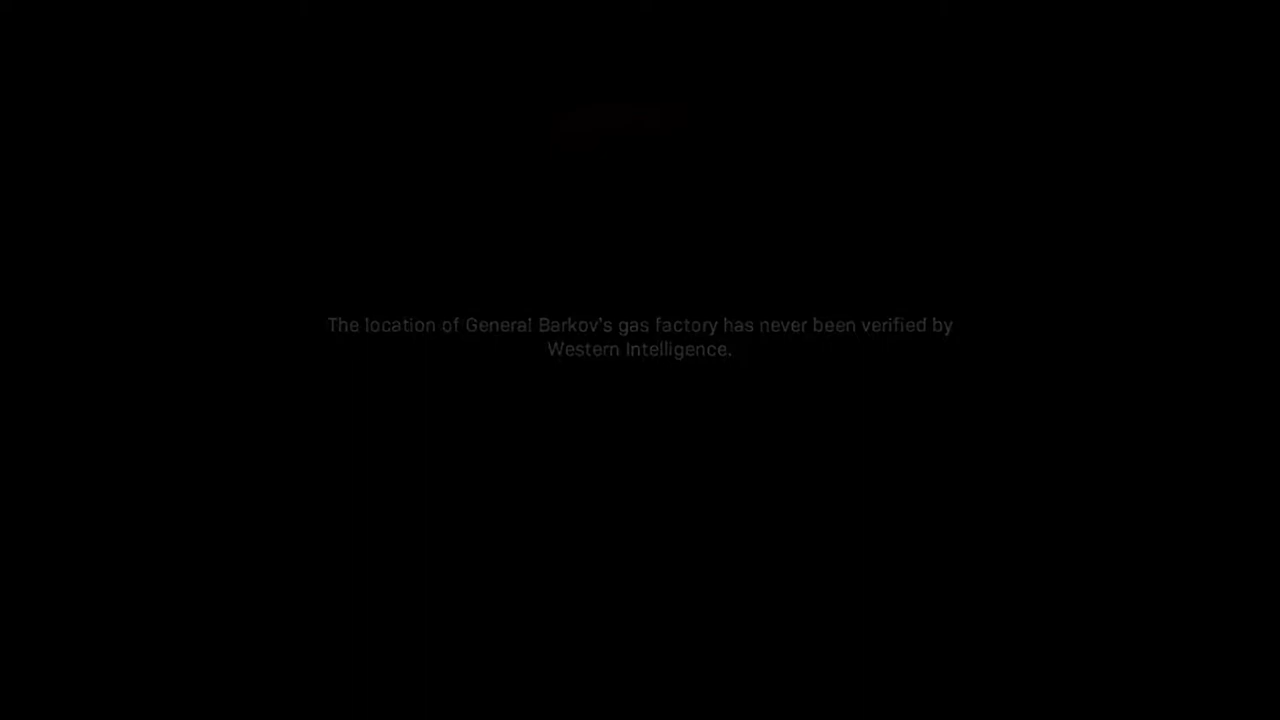 The location of General Barkov's gas factory has never been verified by
Western Intelligence.